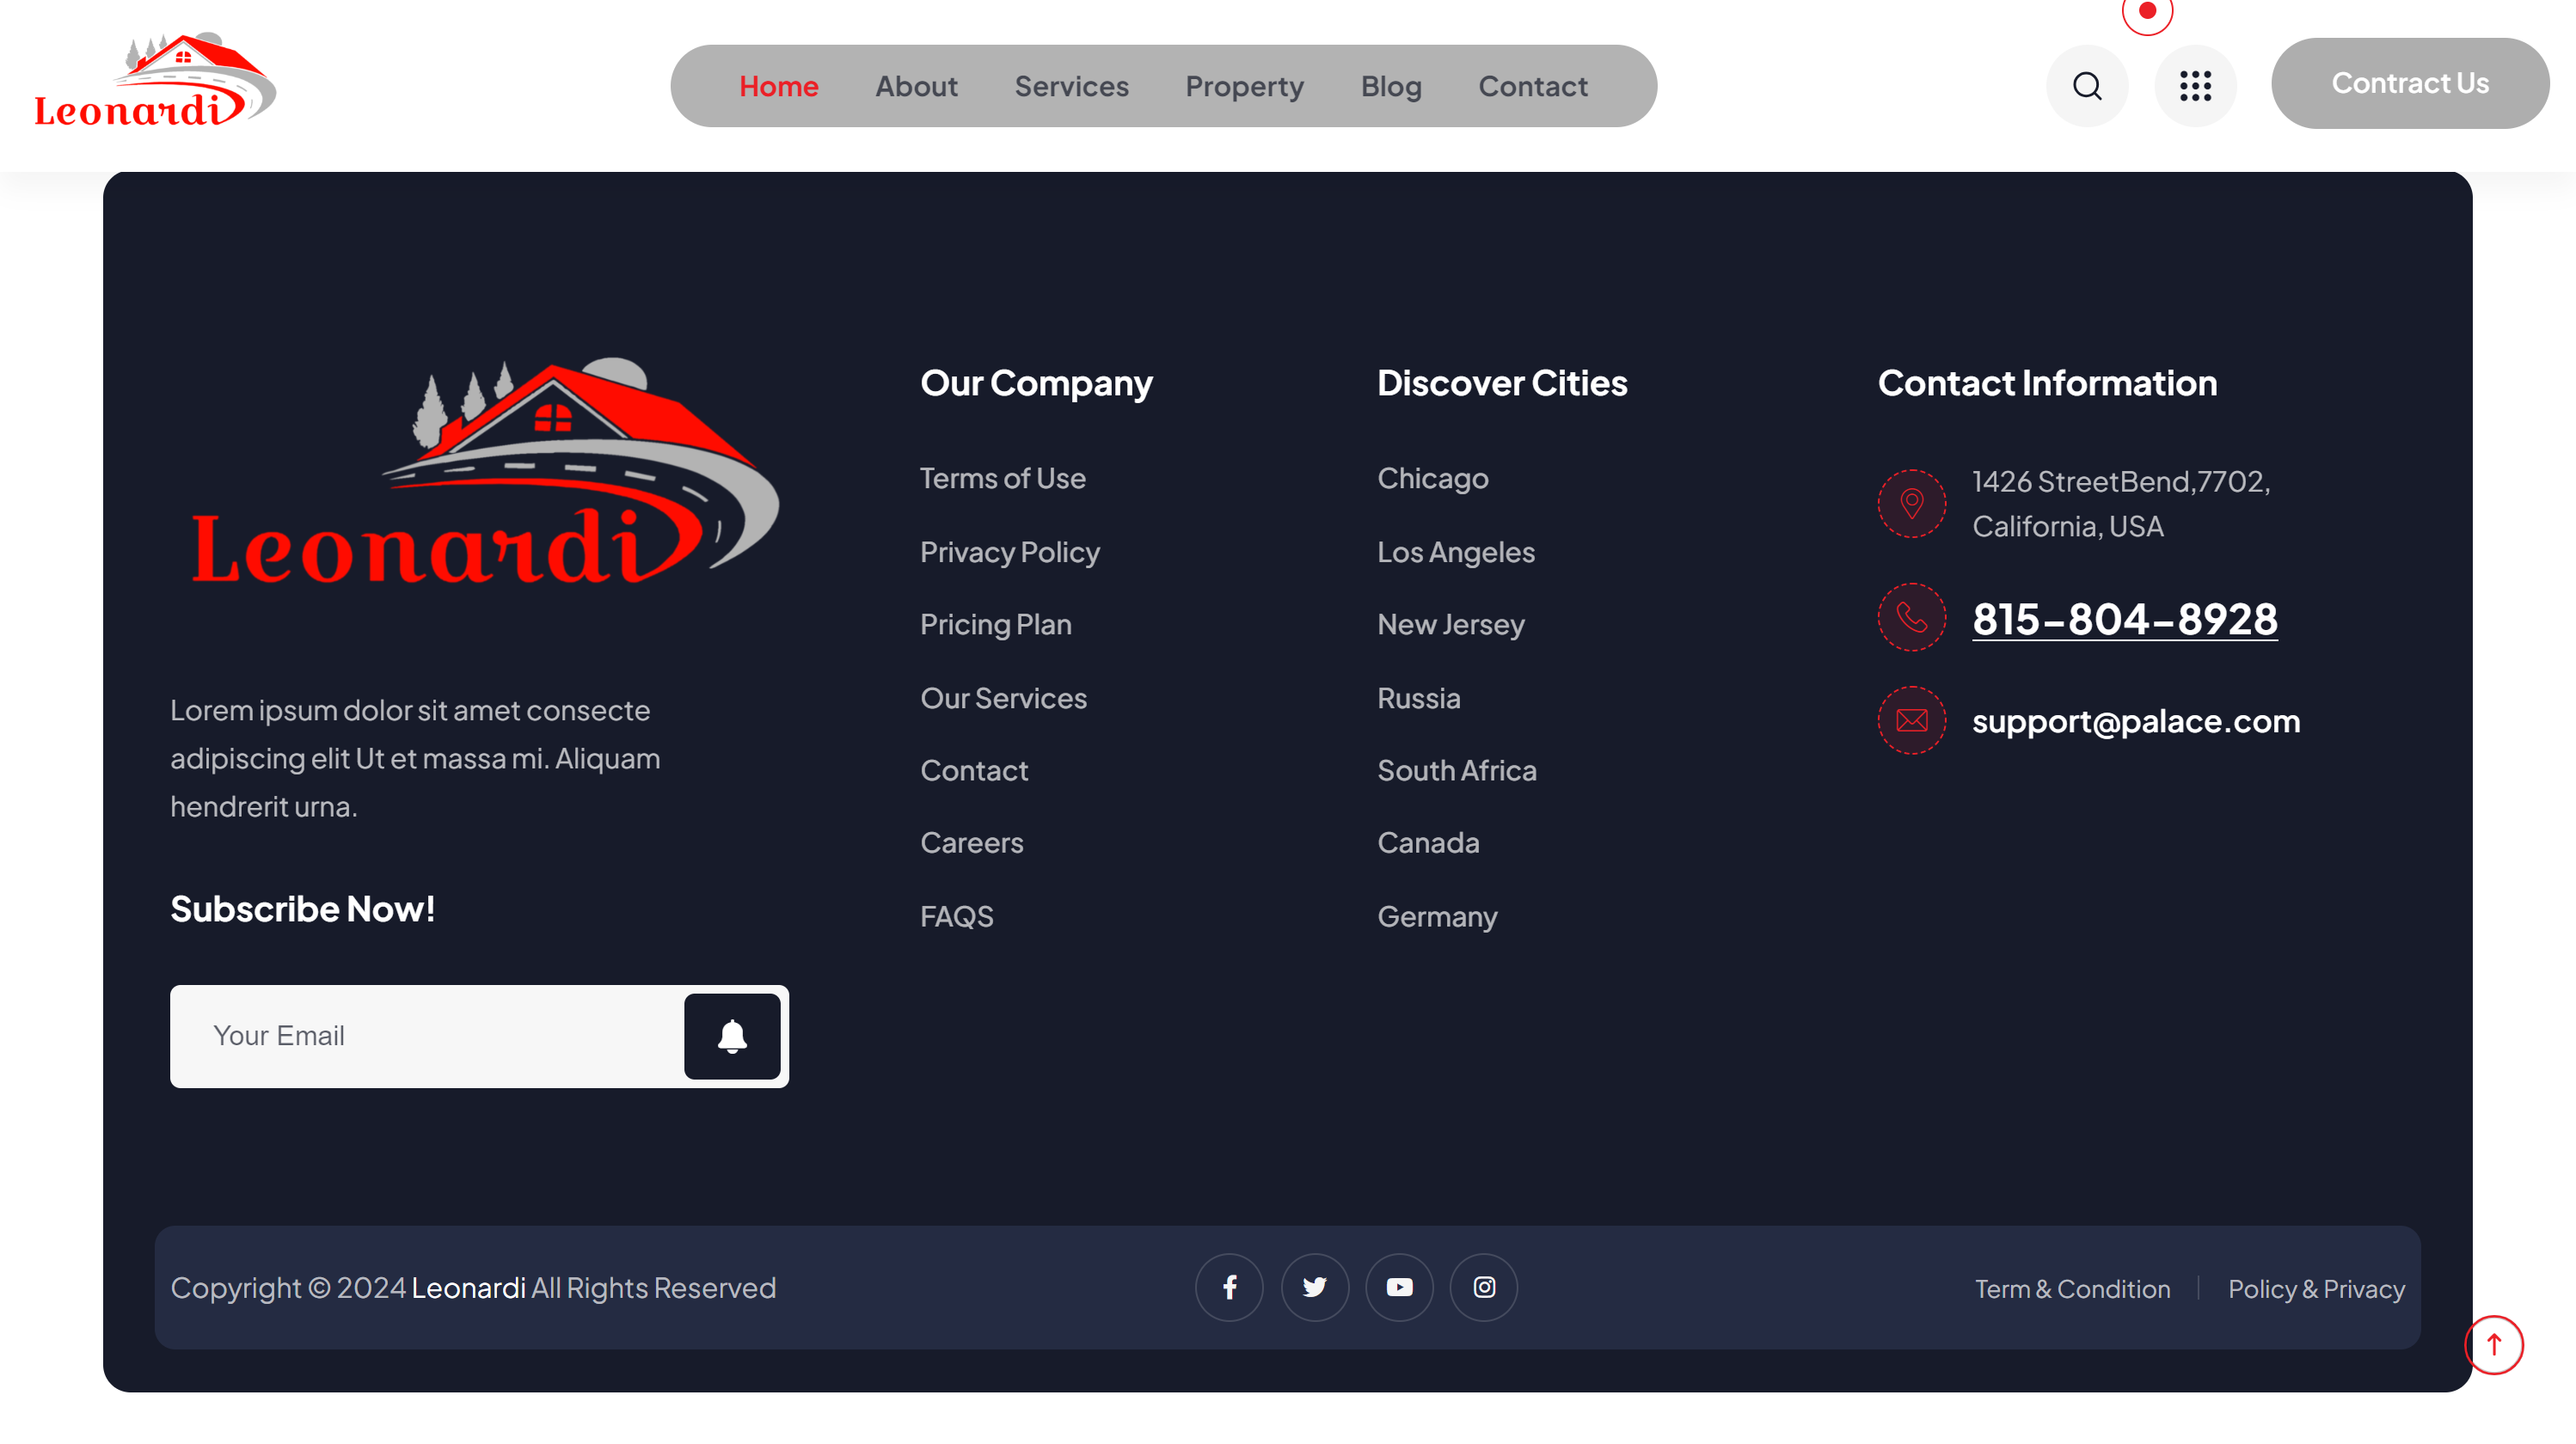 Leonardi
Home About Services Property Blog Contact
Contract Us
Leonardi
Lorem ipsum dolor sit amet consecte
adipiscing elit Ut et massa mi. Aliquam
hendrerit urna.
Subscribe Now!
Your Email
Our Company
Terms of Use
Privacy Policy
Pricing Plan
Our Services
Contact
Careers
FAQS
Discover Cities
Chicago
Los Angeles
New Jersey
Russia
South Africa
Canada
Germany
Contact Information
1426 StreetBend,7702,
California, USA
815-804-8928
support@palace.com
Copyright © 2024 Leonardi All Rights Reserved
Term & Condition
Policy & Privacy